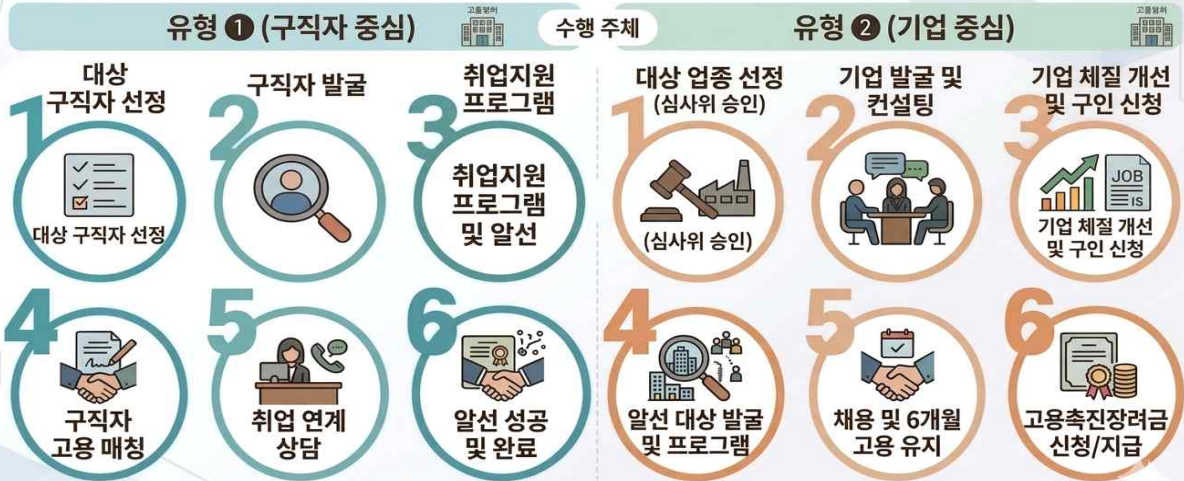 유형 ❶ (구직자 중심)
수행 주체
유형 ❷ (기업 중심)
1
대상
구직자 선정
대상 구직자 선정
2
구직자 발굴
3
취업지원
프로그램
취업지원
프로그램
및 알선
4
구직자
고용 매칭
5
취업 연계
상담
6
알선 성공
및 완료
1
대상 업종 선정
(심사위 승인)
(심사위 승인)
2
기업 발굴 및
컨설팅
3
기업 체질 개선
및 구인 신청
JOB
IS
기업 체질 개선
및 구인 신청
4
알선 대상 발굴
및 프로그램
5
채용 및 6개월
고용 유지
6
고용촉진장려금
신청/지급